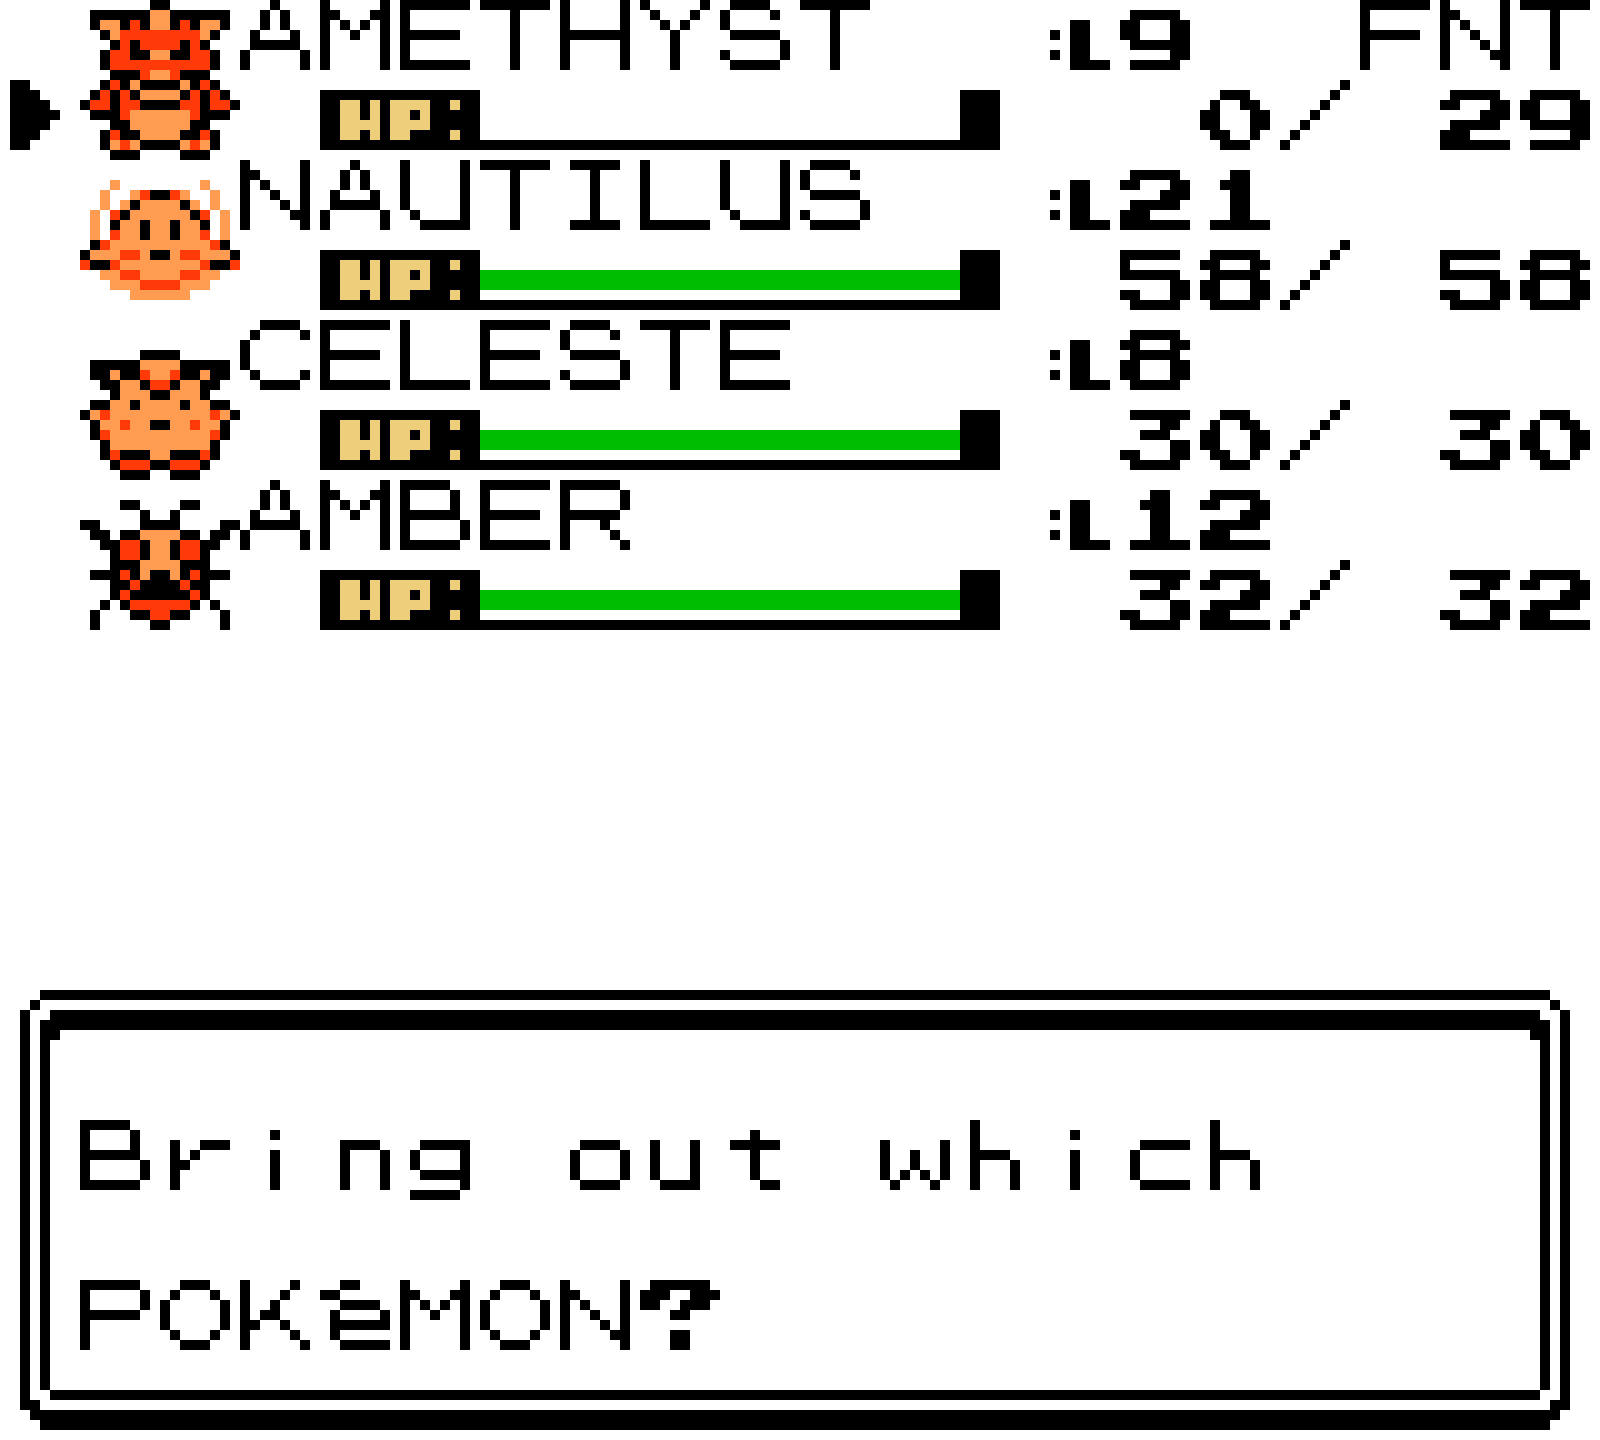 AMETHYST :L9 FNT
HP: 0/ 29
NAUTILUS :L21
HP: 58/ 58
CELESTE :L8
HP: 30/ 30
AMBER :L12
HP: 32/ 32
Bring out which
POKéMON?